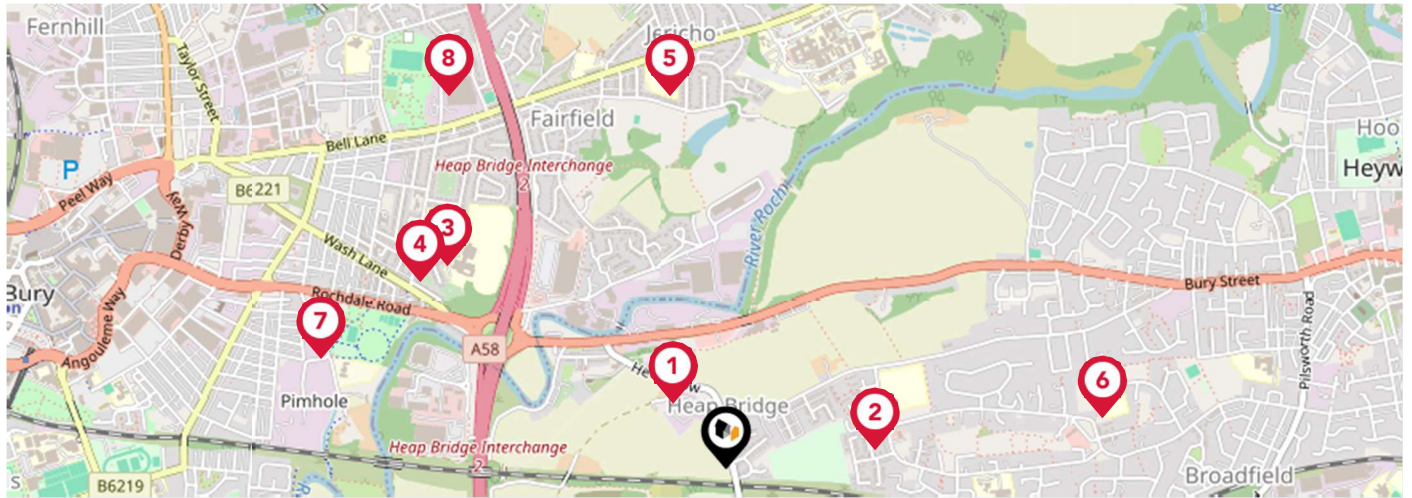 Fernhill
Jericho
Taylor Street
8
5
R
Bell Lane
Fairfield
Hoo
P
Heap Bridge Interchange
2
Heyw
Peel Way
B6221
Derby Way
River Roch
3
4
Wash Lane
Bury
on
Rochdale Road
Bury Street
Angouleme Way
7
A58
Pilsworth Road
1
He
w
6
Heap Bridge
Pimhole
2
Heap Bridge Interchange
2
s
B6219
d
Broadfield